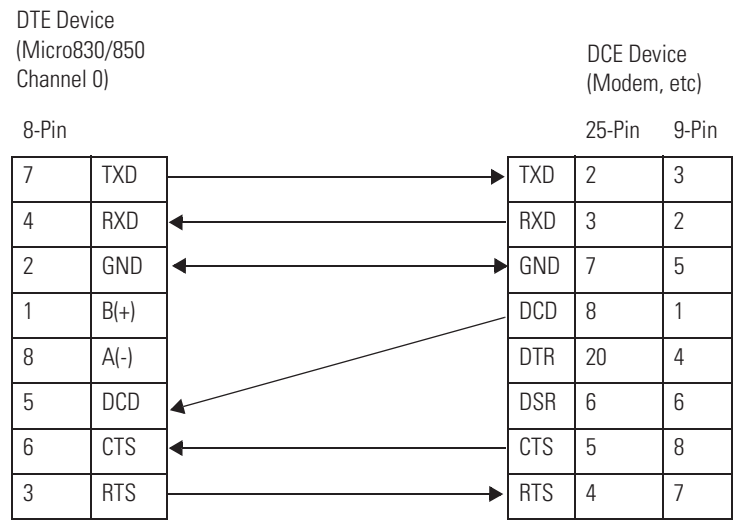 DTE Device
(Micro830/850
Channel 0)
DCE Device
(Modem, etc)
8-Pin
25-Pin 9-Pin
7 TXD TXD 2 3
4 RXD RXD 3 2
2 GND GND 7 5
1 B(+) DCD 8 1
8 A(-) DTR 20 4
5 DCD DSR 6 6
6 CTS CTS 5 8
3 RTS RTS 4 7